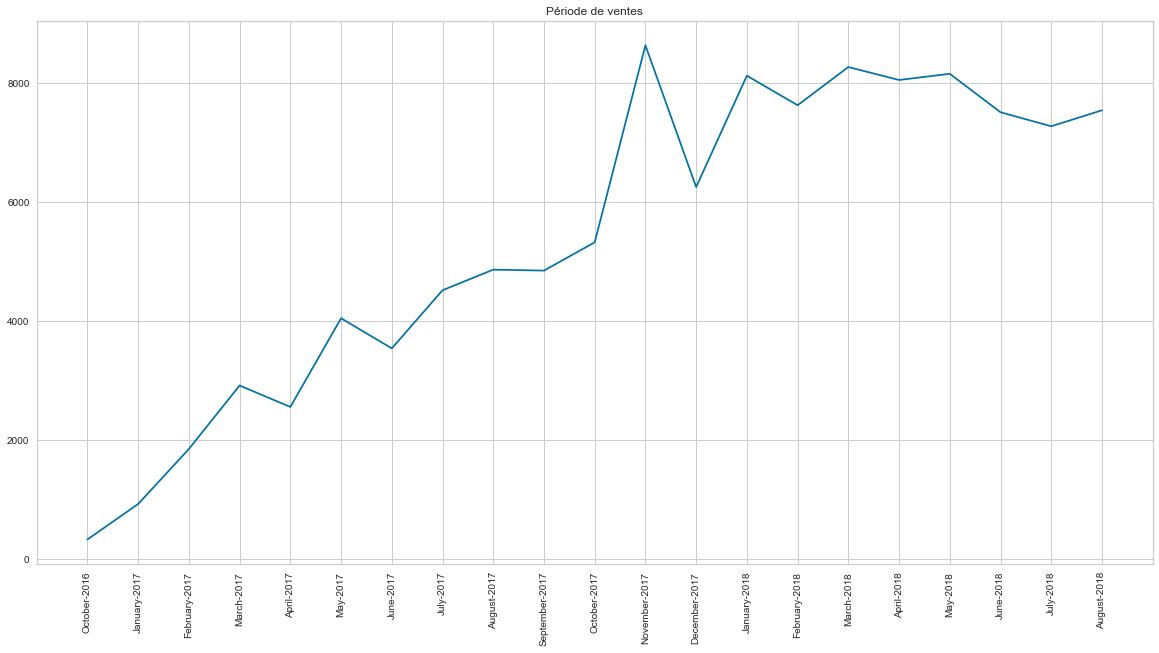 Période de ventes
8000
6000
4000
2000
0
October-2016
January-2017
February-2017
March-2017
April-2017
May-2017
June-2017
July-2017
August-2017
September-2017
October-2017
November-2017
December-2017
January-2018
February-2018
March-2018
April-2018
May-2018
June-2018
July-2018
August-2018